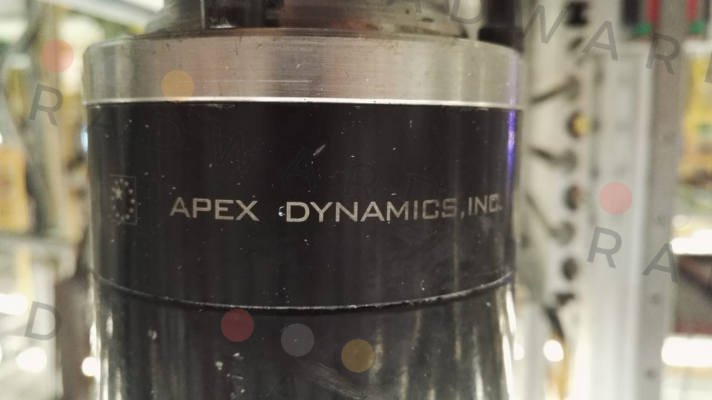 APEX DYNAMICS, INC.